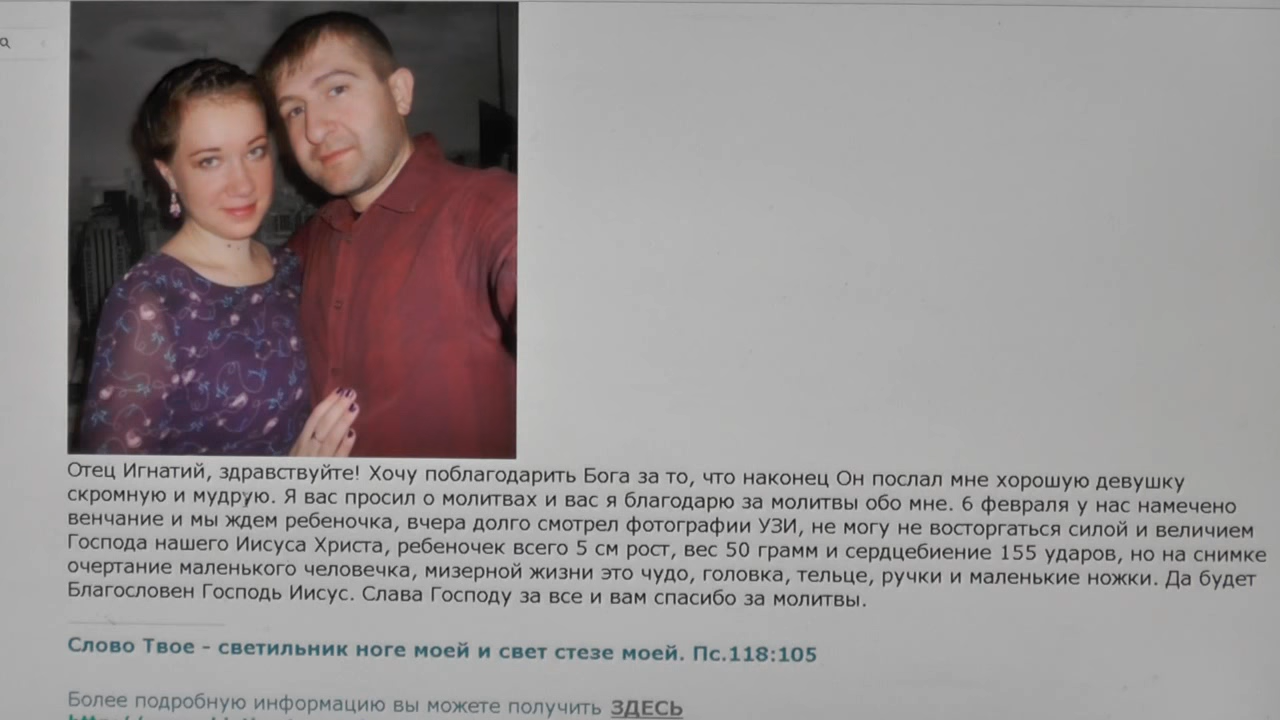 Отец Игнатий, здравствуйте! Хочу поблагодарить Бога за то, что наконец Он послал мне хорошую девушку
скромную и мудрую. Я вас просил о молитвах и вас я благодарю за молитвы обо мне. 6 февраля у нас намечено
венчание и мы ждем ребеночка, вчера долго смотрел фотографии УЗИ, не могу не восторгаться силой и величием
Господа нашего Иисуса Христа, ребеночек всего 5 см рост, вес 50 грамм и сердцебиение 155 ударов, но на снимке
очертание маленького человечка, мизерной жизни это чудо, головка, тельце, ручки и маленькие ножки. Да будет
Благословен Господь Иисус. Слава Господу за все и вам спасибо за молитвы.
Слово Твое - светильник ноге моей и свет стезе моей. Пс.118:105
Более подробную информацию вы можете получить ЗДЕСЬ